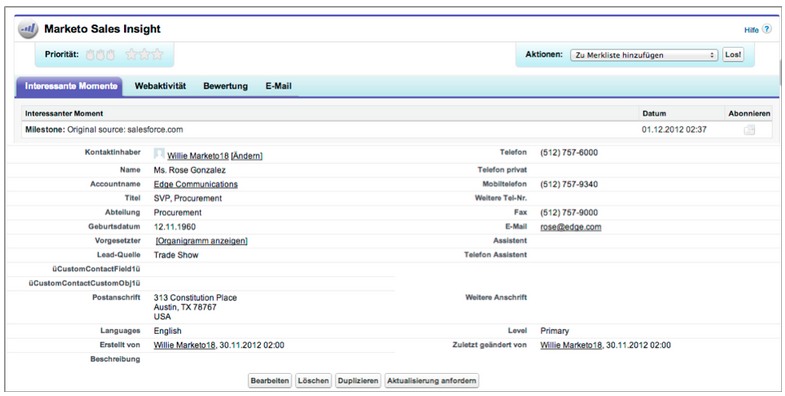 Marketo Sales Insight
Hilfe ?
Priorität:
Aktionen: Zu Merkliste hinzufügen Los!
Interessante Momente Webaktivität Bewertung E-Mail
Interessanter Moment Datum Abonnieren
Milestone: Original source: salesforce.com 01.12.2012 02:37
Kontaktinhaber Willie Marketo18 [Ändern] Telefon (512) 757-6000
Name Ms. Rose Gonzalez Telefon privat
Accountname Edge Communications Mobiltelefon (512) 757-9340
Titel SVP, Procurement Weitere Tel-Nr.
Abteilung Procurement Fax (512) 757-9000
Geburtsdatum 12.11.1960 E-Mail rose@edge.com
Vorgesetzter [Organigramm anzeigen] Assistent
Lead-Quelle Trade Show Telefon Assistent
üCustomContactField1ü
üCustomContactCustomObj1ü
Postanschrift 313 Constitution Place Weitere Anschrift
Austin, TX 78767
USA
Languages English Level Primary
Erstellt von Willie Marketo18, 30.11.2012 02:00 Zuletzt geändert von Willie Marketo18, 30.11.2012 02:00
Beschreibung
Bearbeiten Löschen Duplizieren Aktualisierung anfordern